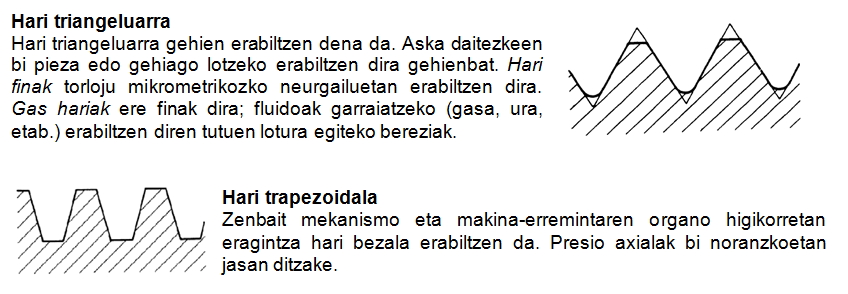 Hari triangeluarra
Hari triangeluarra gehien erabiltzen dena da. Aska daitezkeen
bi pieza edo gehiago lotzeko erabiltzen dira gehienbat. Hari
finak torloju mikrometrikozko neurgailuetan erabiltzen dira.
Gas hariak ere finak dira; fluidoak garraiatzeko (gasa, ura,
etab.) erabiltzen diren tutuen lotura egiteko bereziak.
Hari trapezoidala
Zenbait mekanismo eta makina-erremintaren organo higikorretan
eragintza hari bezala erabiltzen da. Presio axialak bi noranzkoetan
jasan ditzake.